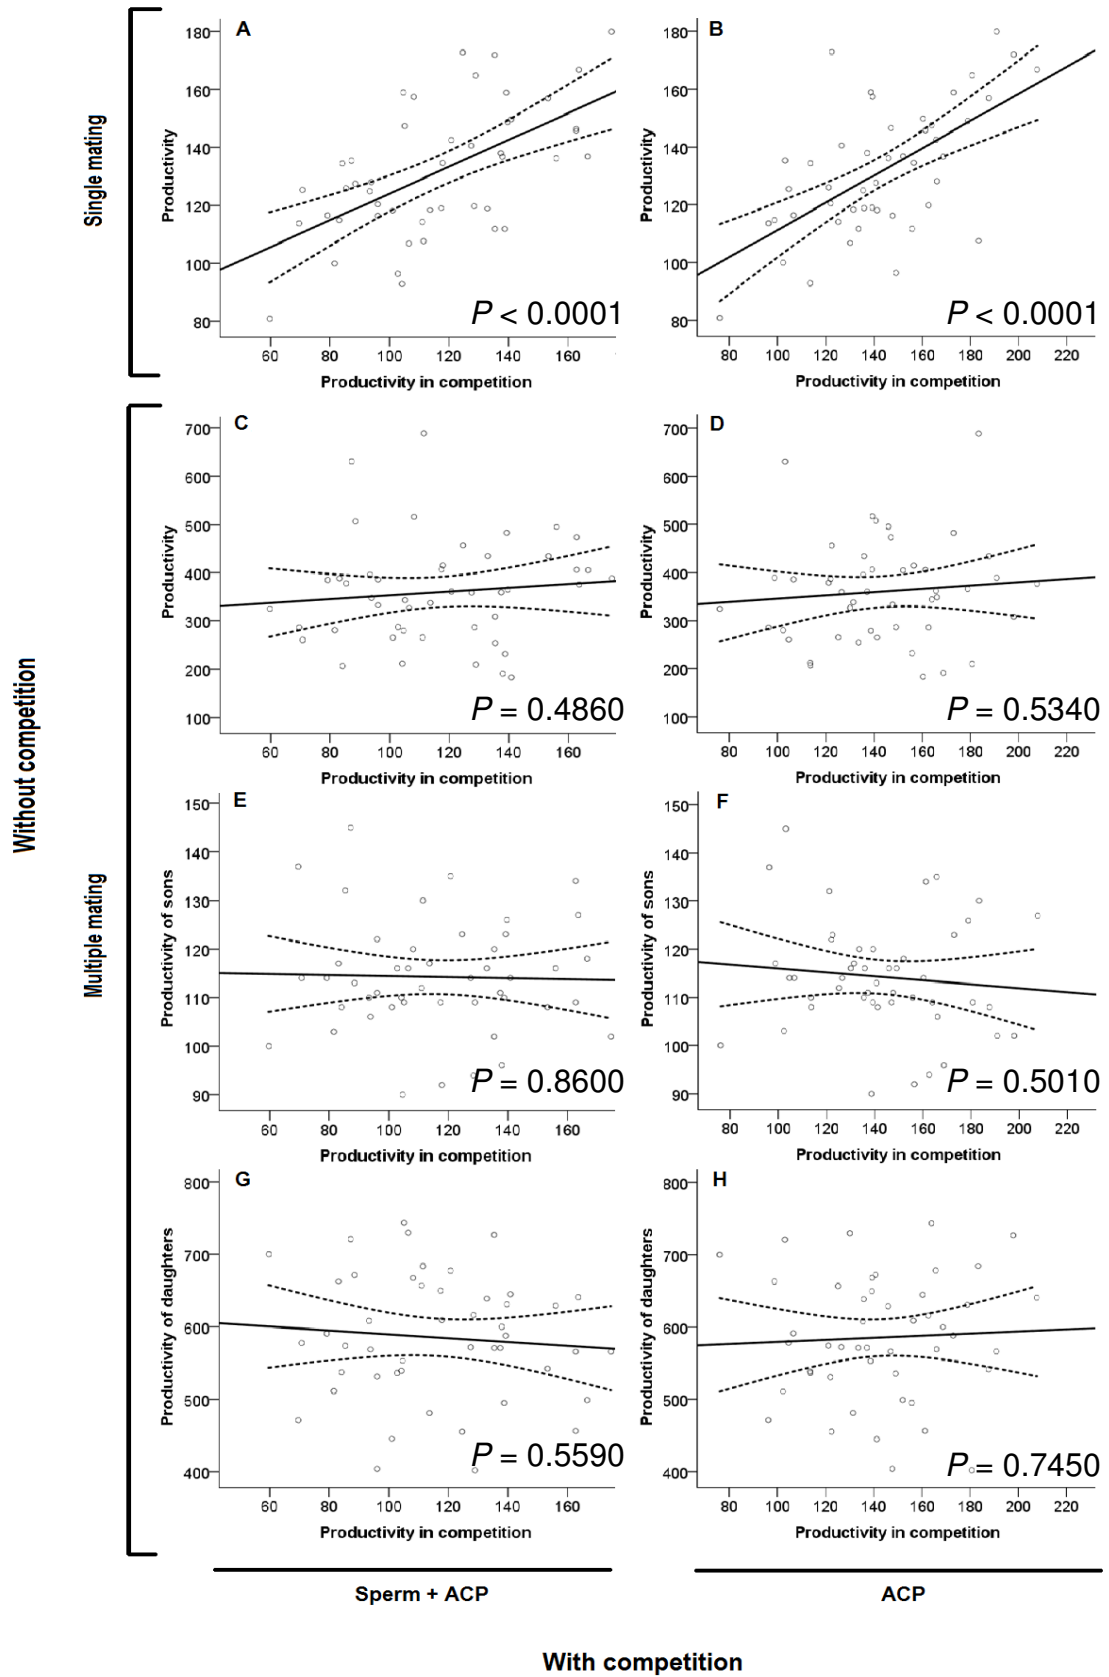 Single mating
Without competition
Multiple mating
A
Productivity
180
160
140
120
100
80
60 80 100 120 140 160
Productivity in competition
P < 0.0001
B
Productivity
180
160
140
120
100
80
80 100 120 140 160 180 200 220
Productivity in competition
P < 0.0001
C
Productivity
700
600
500
400
300
200
100
60 80 100 120 140 160
Productivity in competition
P = 0.4860
D
Productivity
700
600
500
400
300
200
100
80 100 120 140 160 180 200 220
Productivity in competition
P = 0.5340
E
Productivity of sons
150
140
130
120
110
100
90
60 80 100 120 140 160
Productivity in competition
P = 0.8600
F
Productivity of sons
150
140
130
120
110
100
90
80 100 120 140 160 180 200 220
Productivity in competition
P = 0.5010
G
Productivity of daughters
800
700
600
500
400
60 80 100 120 140 160
Productivity in competition
P = 0.5590
H
Productivity of daughters
800
700
600
500
400
80 100 120 140 160 180 200 220
Productivity in competition
P = 0.7450
Sperm + ACP
ACP
With competition